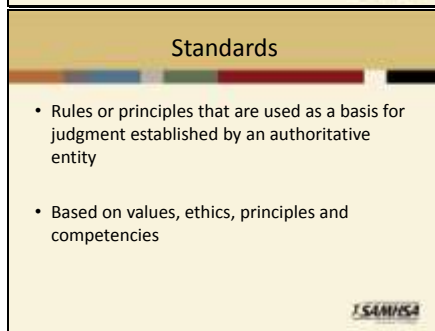 Standards
• Rules or principles that are used as a basis for
judgment established by an authoritative
entity
• Based on values, ethics, principles and
competencies
SAMHSA